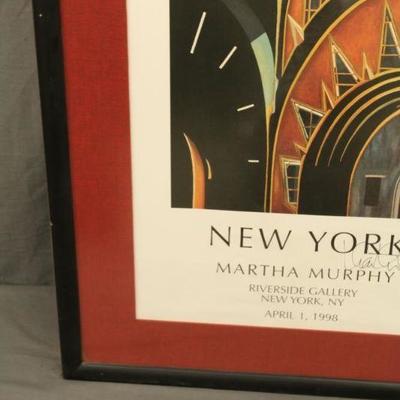 NEW YORK
MARTHA MURPHY
RIVERSIDE GALLERY
NEW YORK, NY
APRIL 1, 1998